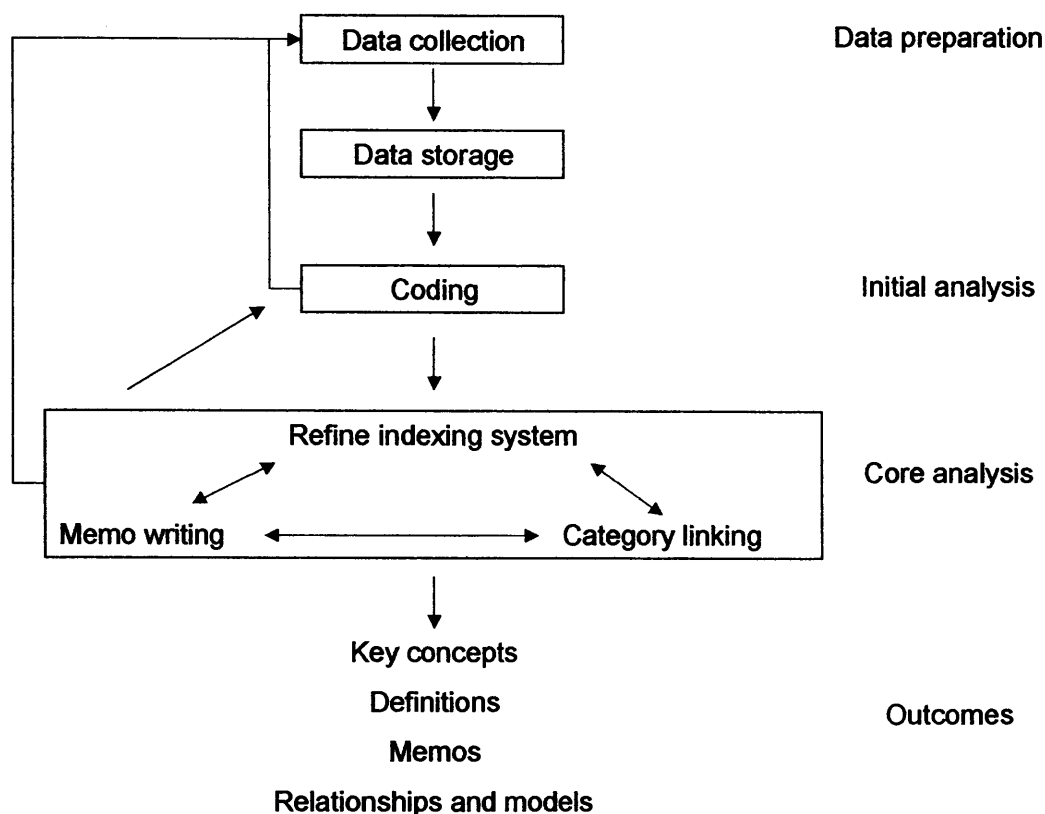 Data collection
Data preparation
Data storage
Coding
Initial analysis
Refine indexing system
Core analysis
Memo writing
Category linking
Key concepts
Definitions
Outcomes
Memos
Relationships and models